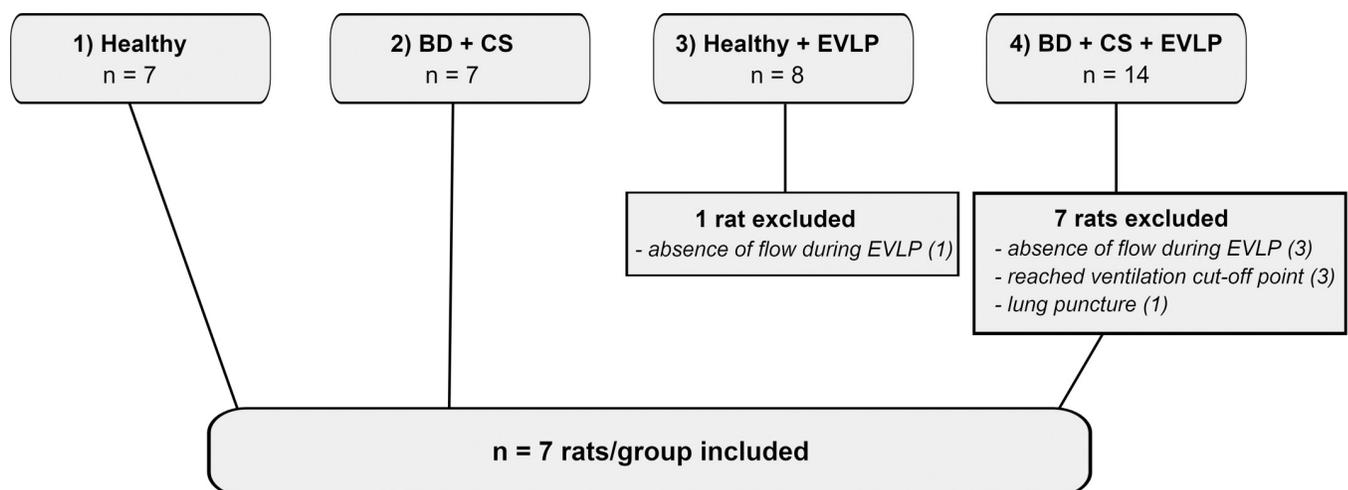 1) Healthy
n = 7
2) BD + CS
n = 7
3) Healthy + EVLP
n = 8
4) BD + CS + EVLP
n = 14
1 rat excluded
- absence of flow during EVLP (1)
7 rats excluded
- absence of flow during EVLP (3)
- reached ventilation cut-off point (3)
- lung puncture (1)
n = 7 rats/group included